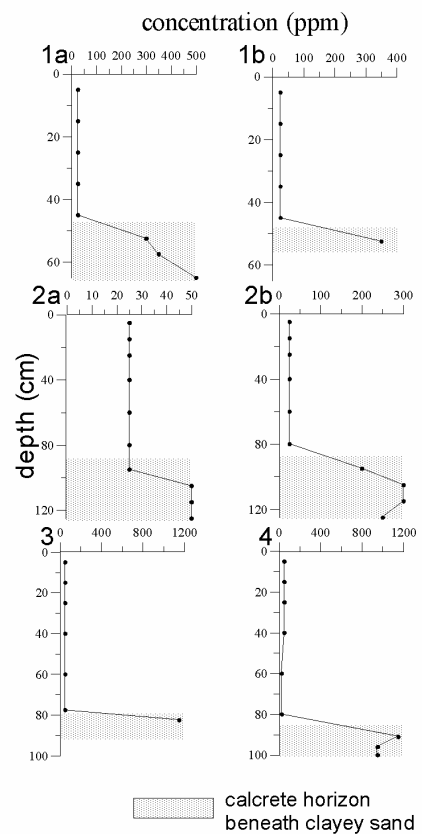 concentration (ppm)
1a 0 100 200 300 400 500
0
20
40
60
1b 0 100 200 300 400
0
20
40
60
2a 0 10 20 30 40 50
0
40
80
120
2b 0 100 200 300
0
40
80
120
depth (cm)
3 0 400 800 1200
0
20
40
60
80
100
4 0 400 800 1200
0
20
40
60
80
100
calcrete horizon
beneath clayey sand